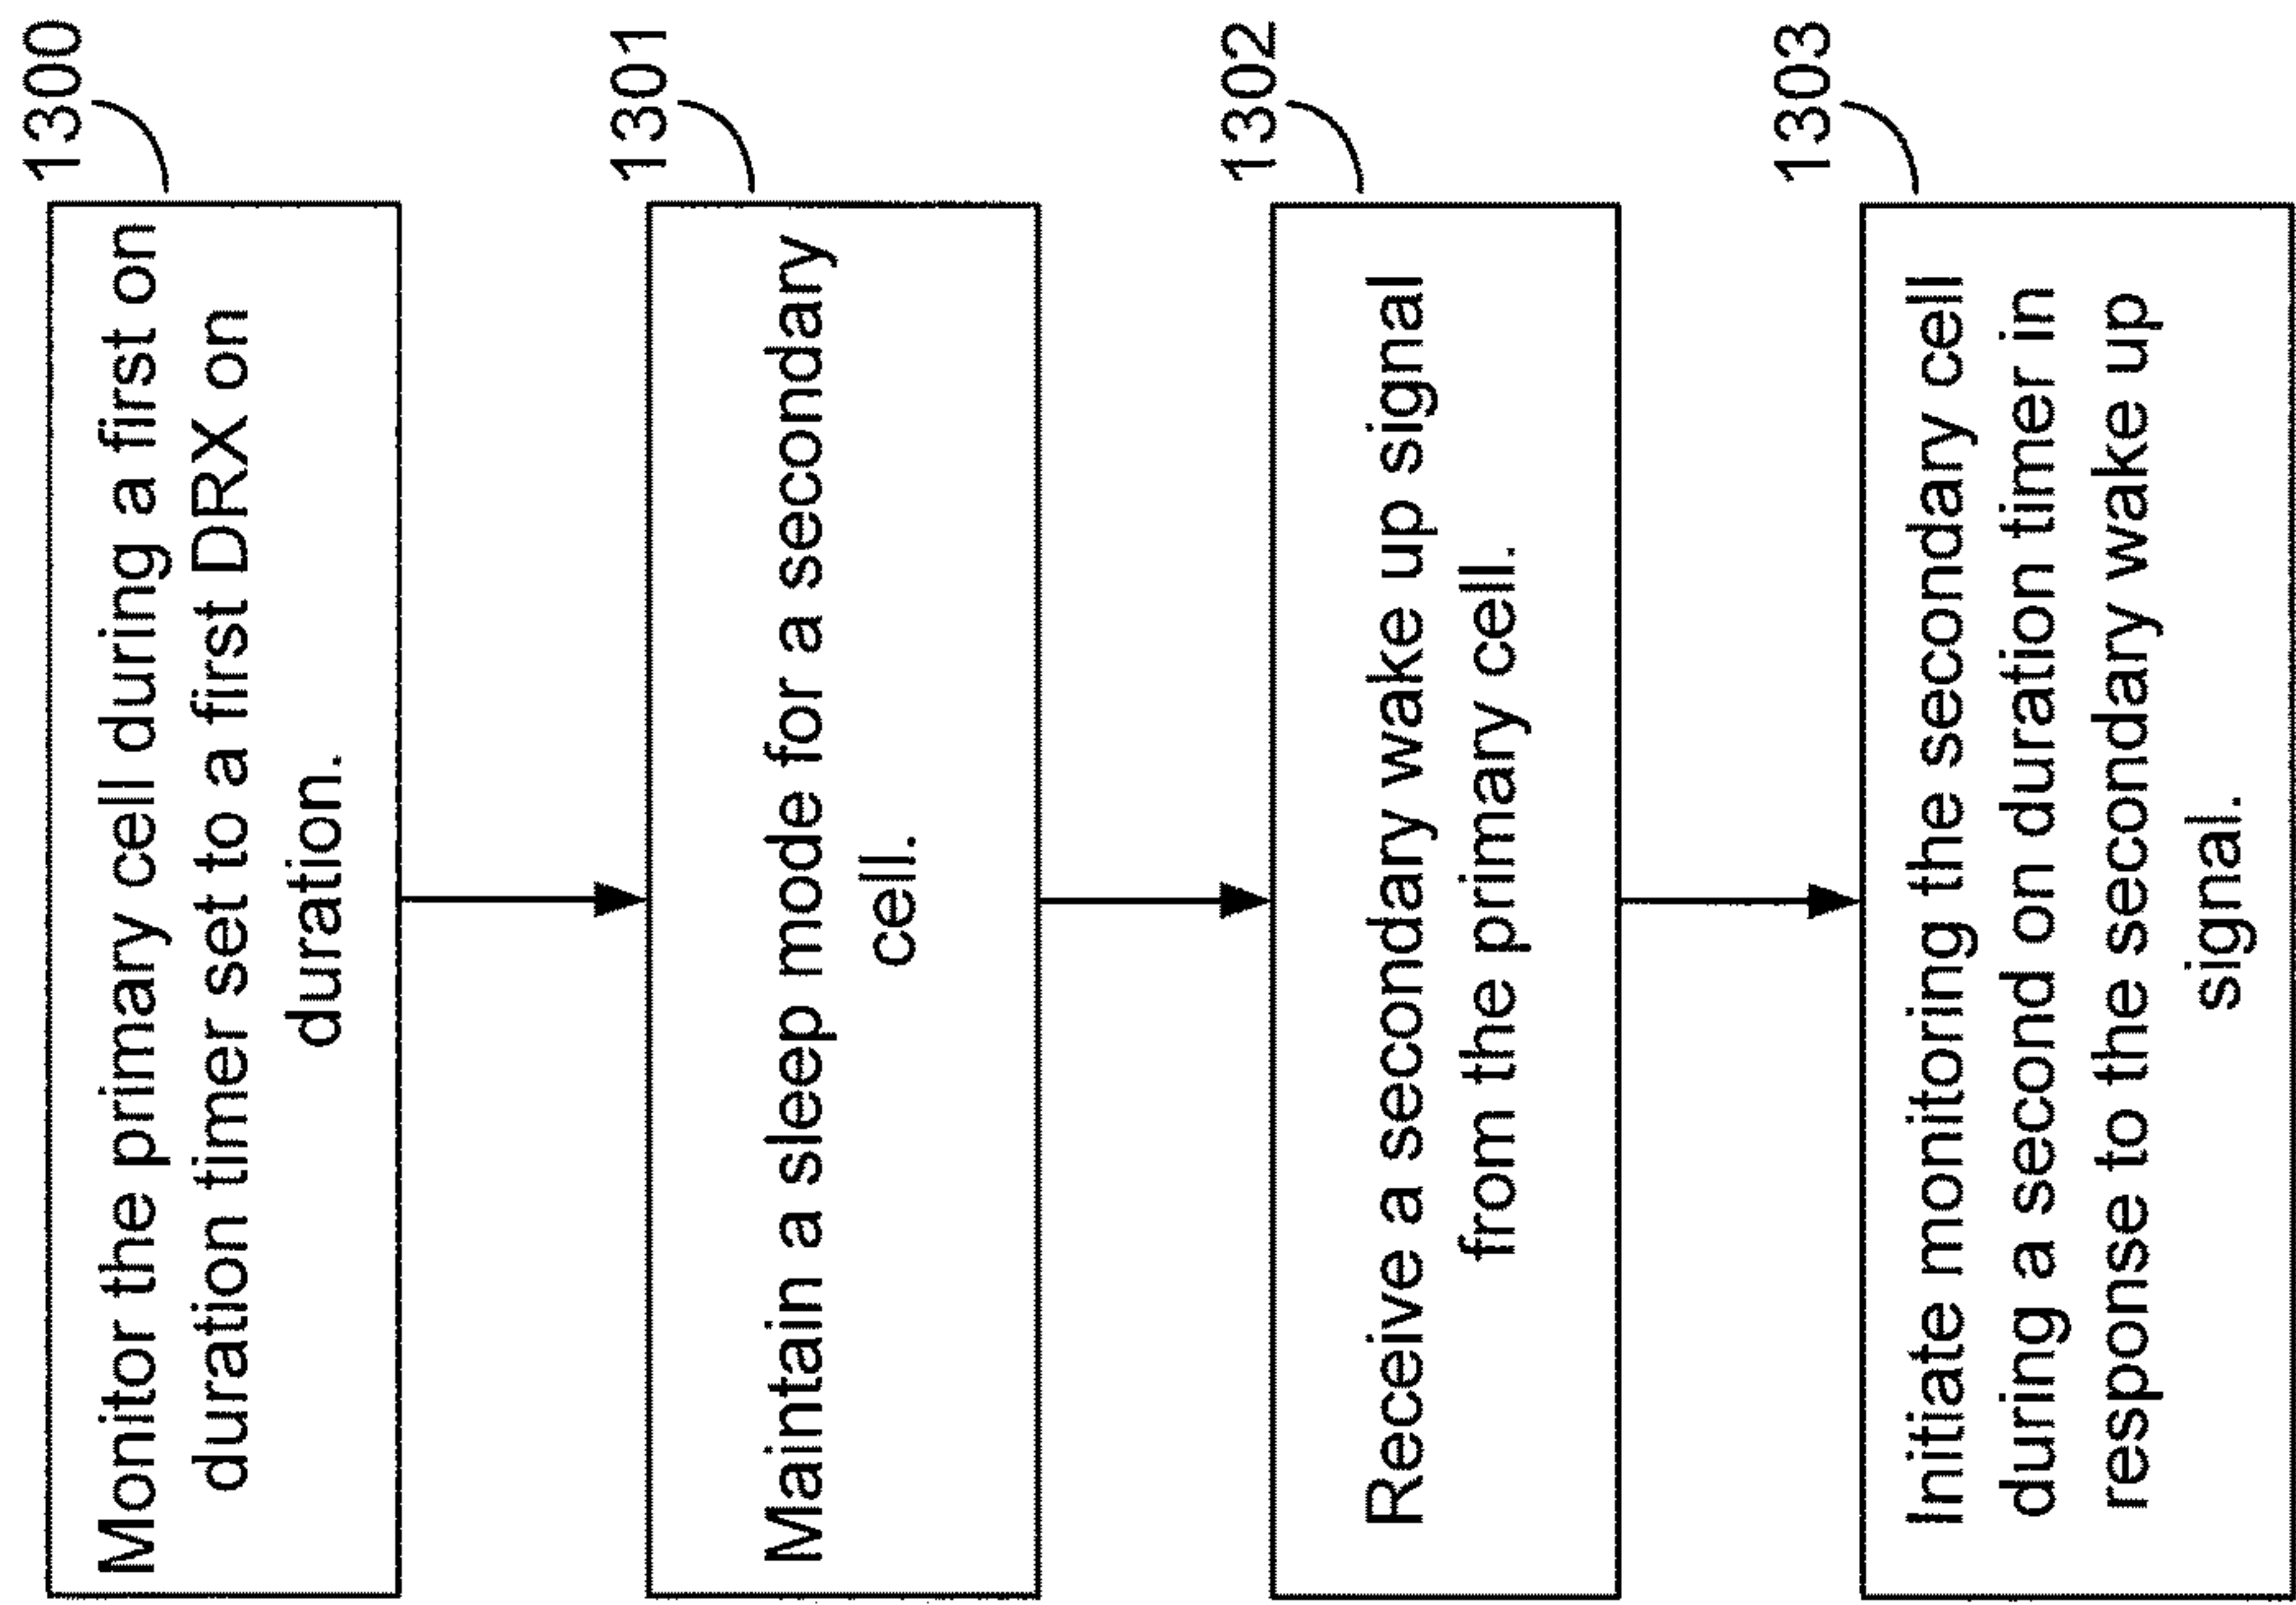 1300
Monitor the primary cell during a first on
duration timer set to a first DRX on
duration.
1301
Maintain a sleep mode for a secondary
cell.
1302
Receive a secondary wake up signal
from the primary cell.
1303
Initiate monitoring the secondary cell
during a second on duration timer in
response to the secondary wake up
signal.